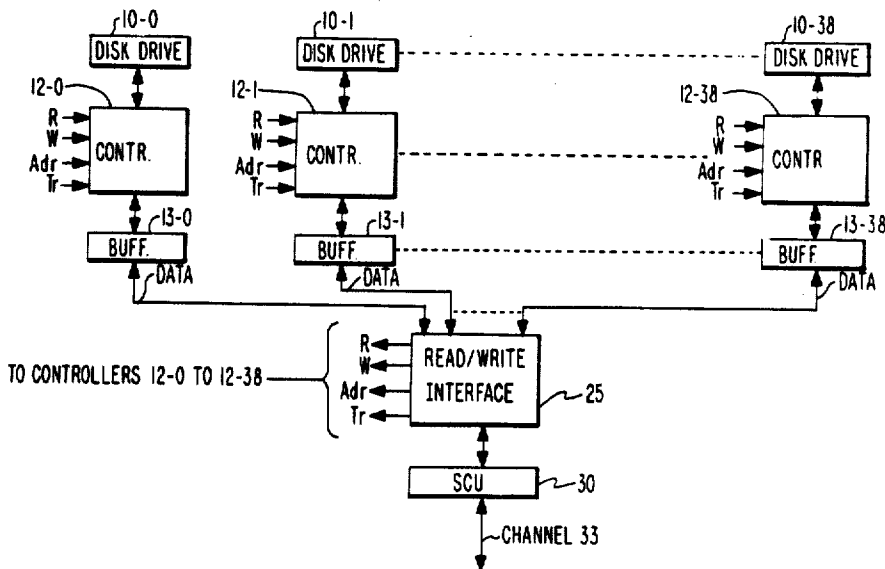 10-0
10-1
10-38
DISK DRIVE
DISK DRIVE
DISK DRIVE
12-0
12-1
12-38
R
W
Adr
Tr
CONTR.
R
W
Adr
Tr
CONTR.
R
W
Adr
Tr
CONTR
13-0
13-1
13-38
BUFF.
BUFF.
BUFF.
DATA
DATA
DATA
TO CONTROLLERS 12-0 TO 12-38
R
W
Adr
Tr
READ/WRITE
INTERFACE
25
SCU
30
CHANNEL 33